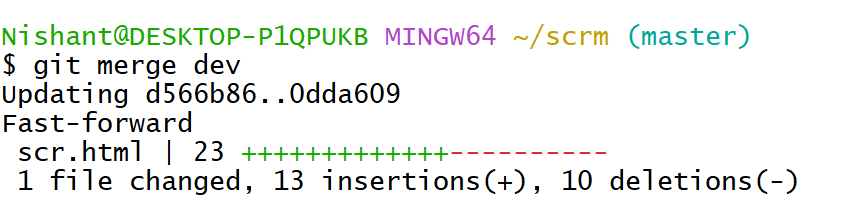 Nishant@DESKTOP-P1QPUKB MINGW64 ~/scrm (master)
$ git merge dev
Updating d566b86..0dda609
Fast-forward
 scr.html | 23 +++++++++++++----------
 1 file changed, 13 insertions(+), 10 deletions(-)